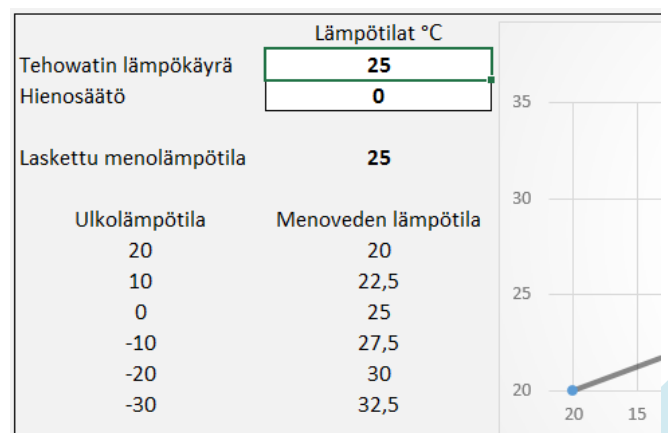 Lämpötilat °C
Tehowatin lämpökäyrä 25
Hienosäätö 0
Laskettu menolämpötila 25
Ulkolämpötila Menoveden lämpötila
20 20
10 22,5
0 25
-10 27,5
-20 30
-30 32,5
35
30
25
20
20 15